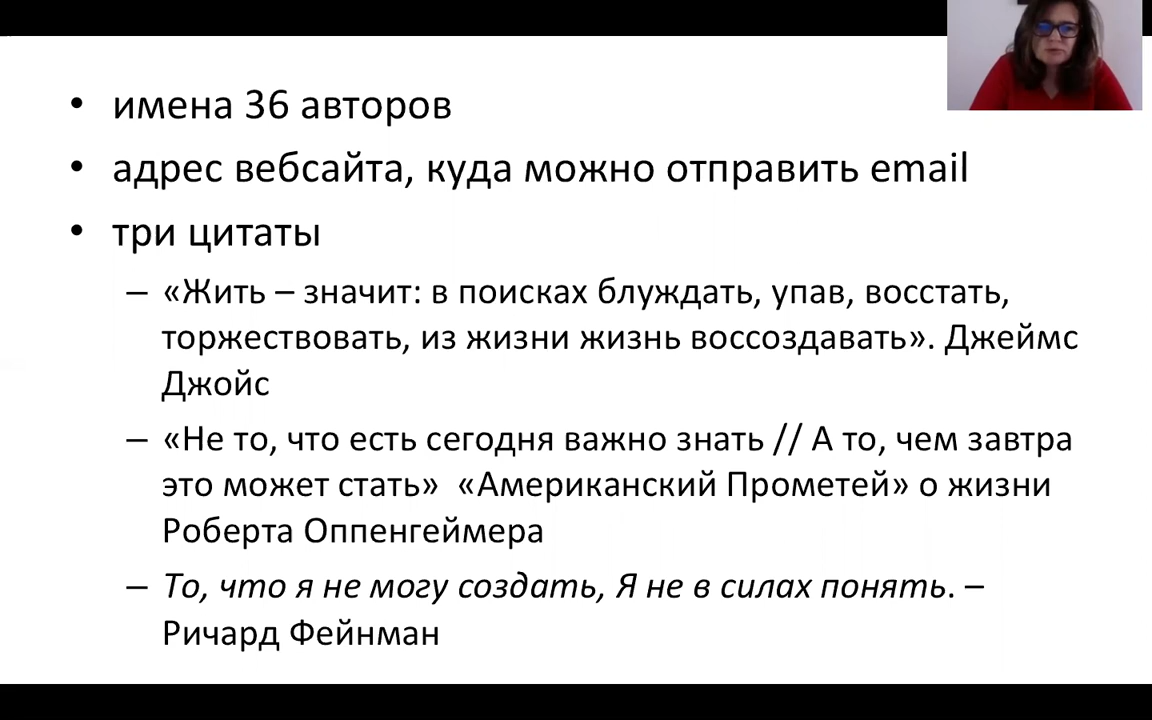 • имена 36 авторов
• адрес вебсайта, куда можно отправить email
• три цитаты
– «Жить – значит: в поисках блуждать, упав, восстать,
торжествовать, из жизни жизнь воссоздавать». Джеймс
Джойс
– «Не то, что есть сегодня важно знать // А то, чем завтра
это может стать» «Американский Прометей» о жизни
Роберта Оппенгеймера
– То, что я не могу создать, Я не в силах понять. –
Ричард Фейнман